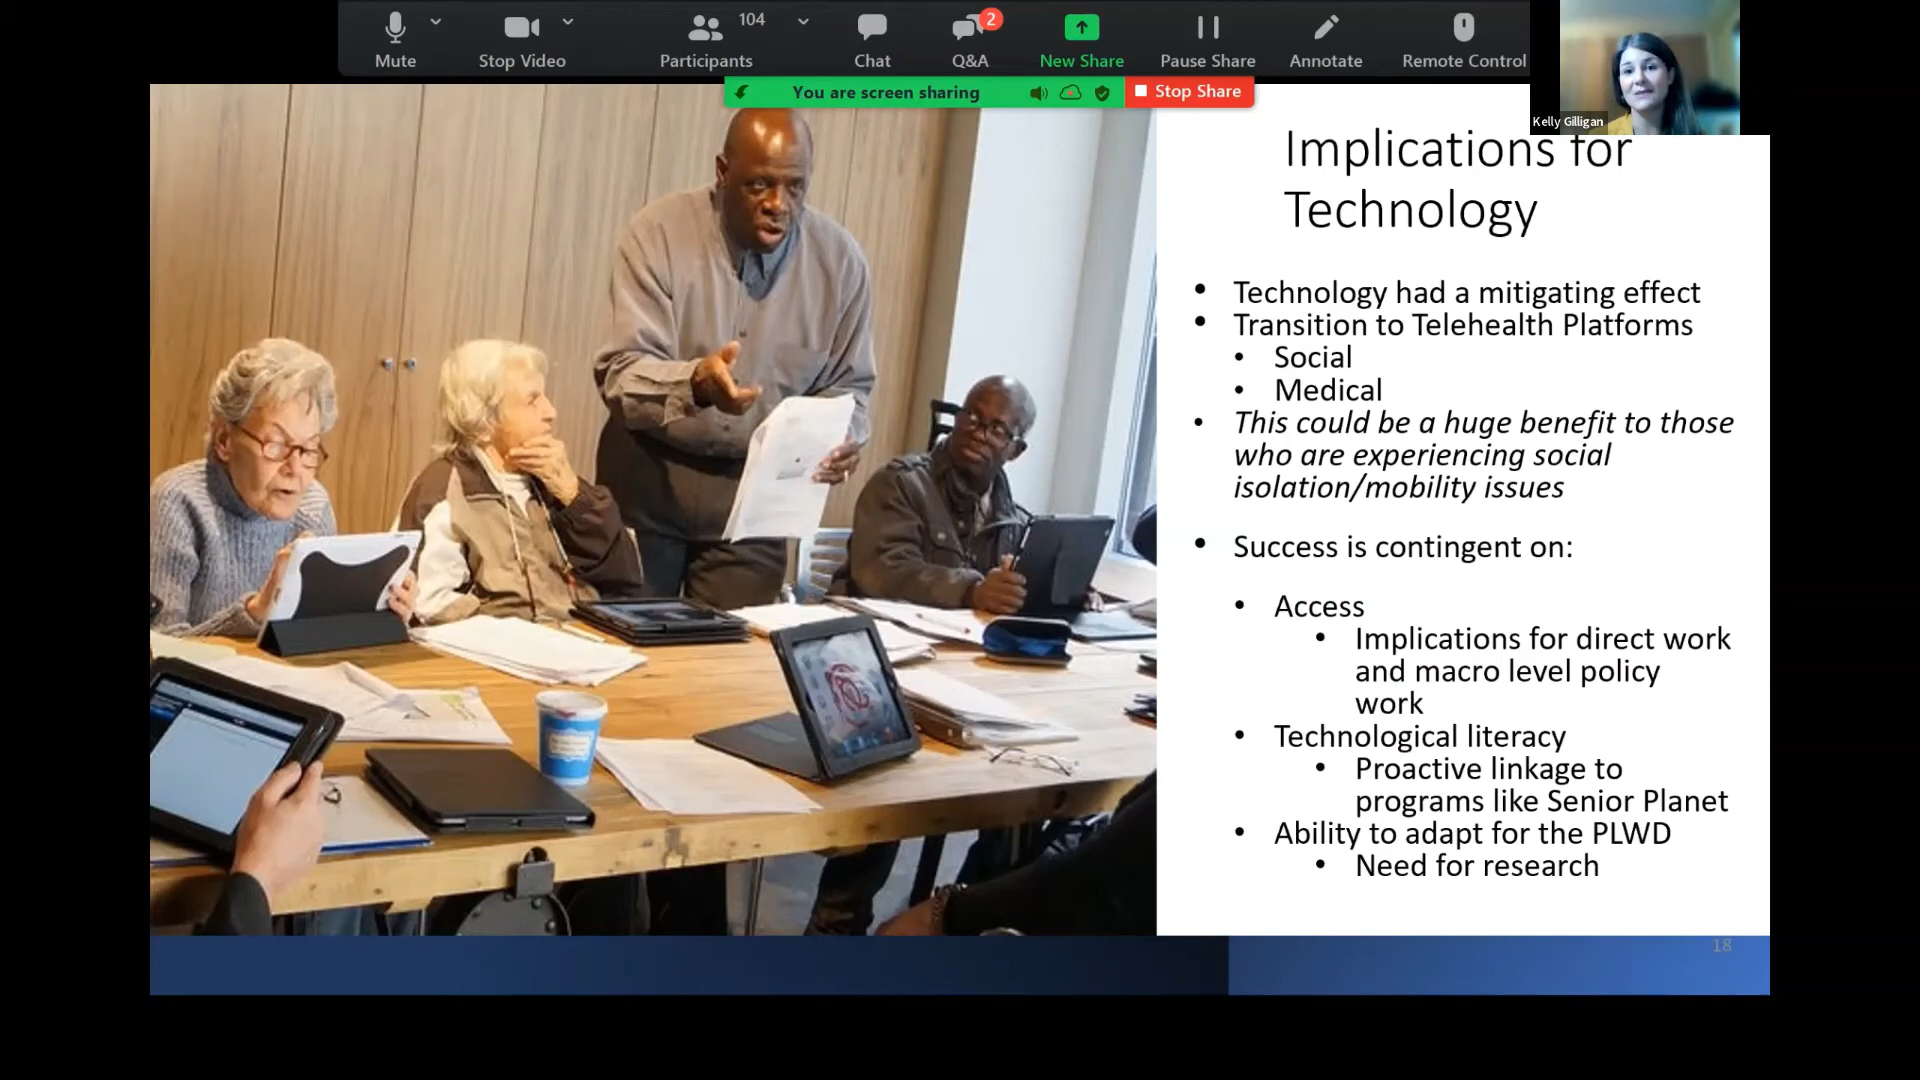 104
2
Mute
Stop Video
Participants
Chat
Q&A
New Share
Pause Share
Annotate
Remote Control
You are screen sharing
Stop Share
Kelly Gilligan
Implications for
Technology
• Technology had a mitigating effect
• Transition to Telehealth Platforms
• Social
• Medical
• This could be a huge benefit to those
who are experiencing social
isolation/mobility issues
• Success is contingent on:
• Access
• Implications for direct work
and macro level policy
work
• Technological literacy
• Proactive linkage to
programs like Senior Planet
• Ability to adapt for the PLWD
• Need for research
18